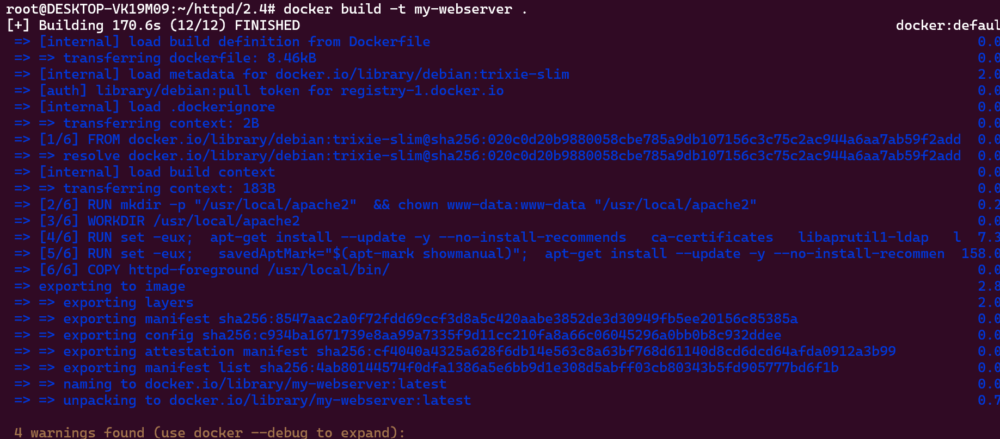 root@DESKTOP-VK19M09:~/httpd/2.4# docker build -t my-webserver .
[+] Building 170.6s (12/12) FINISHED docker:defaul
=> [internal] load build definition from Dockerfile 0.0
=> => transferring dockerfile: 8.46kB 0.0
=> [internal] load metadata for docker.io/library/debian:trixie-slim 2.0
=> [auth] library/debian:pull token for registry-1.docker.io 0.0
=> [internal] load .dockerignore 0.0
=> => transferring context: 2B 0.0
=> [1/6] FROM docker.io/library/debian:trixie-slim@sha256:020c0d20b9880058cbe785a9db107156c3c75c2ac944a6aa7ab59f2add 0.0
=> => resolve docker.io/library/debian:trixie-slim@sha256:020c0d20b9880058cbe785a9db107156c3c75c2ac944a6aa7ab59f2add 0.0
=> [internal] load build context 0.0
=> => transferring context: 183B 0.0
=> [2/6] RUN mkdir -p "/usr/local/apache2"  && chown www-data:www-data "/usr/local/apache2" 0.2
=> [3/6] WORKDIR /usr/local/apache2 0.0
=> [4/6] RUN set -eux;  apt-get install --update -y --no-install-recommends   ca-certificates   libaprutil1-ldap   l 7.3
=> [5/6] RUN set -eux;   savedAptMark="$(apt-mark showmanual)";  apt-get install --update -y --no-install-recommen 158.0
=> [6/6] COPY httpd-foreground /usr/local/bin/ 0.0
=> exporting to image 2.8
=> => exporting layers 2.0
=> => exporting manifest sha256:8547aac2a0f72fdd69ccf3d8a5c420aabe3852de3d30949fb5ee20156c85385a 0.0
=> => exporting config sha256:c934ba1671739e8aa99a7335f9d11cc210fa8a66c06045296a0bb0b8c932ddee 0.0
=> => exporting attestation manifest sha256:cf4040a4325a628f6db14e563c8a63bf768d61140d8cd6dcd64afda0912a3b99 0.0
=> => exporting manifest list sha256:4ab80144574f0dfa1386a5e6bb9d1e308d5abff03cb80343b5fd905777bd6f1b 0.0
=> => naming to docker.io/library/my-webserver:latest 0.0
=> => unpacking to docker.io/library/my-webserver:latest 0.7
4 warnings found (use docker --debug to expand):